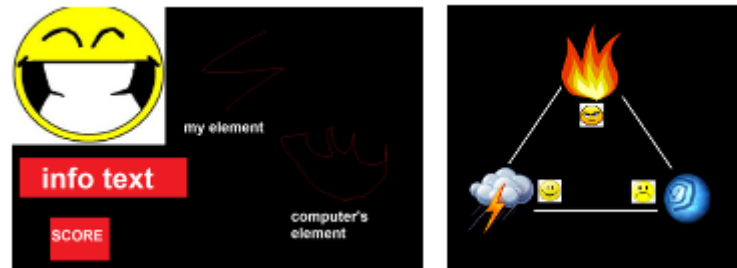 my element
info text
computer's
element
SCORE